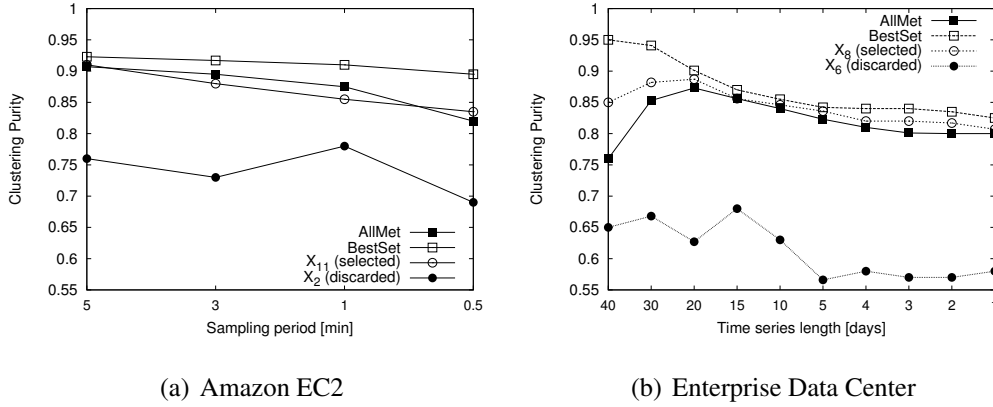 1
0.95
0.9
0.85
0.8
0.75
0.7
0.65
0.6
0.55
Clustering Purity
5
3
1
0.5
Sampling period [min]
AllMet
BestSet
X11 (selected)
X2 (discarded)
(a) Amazon EC2
1
0.95
0.9
0.85
0.8
0.75
0.7
0.65
0.6
0.55
Clustering Purity
40
30
20
15
10
5
4
3
2
1
Time series length [days]
AllMet
BestSet
X8 (selected)
X6 (discarded)
(b) Enterprise Data Center